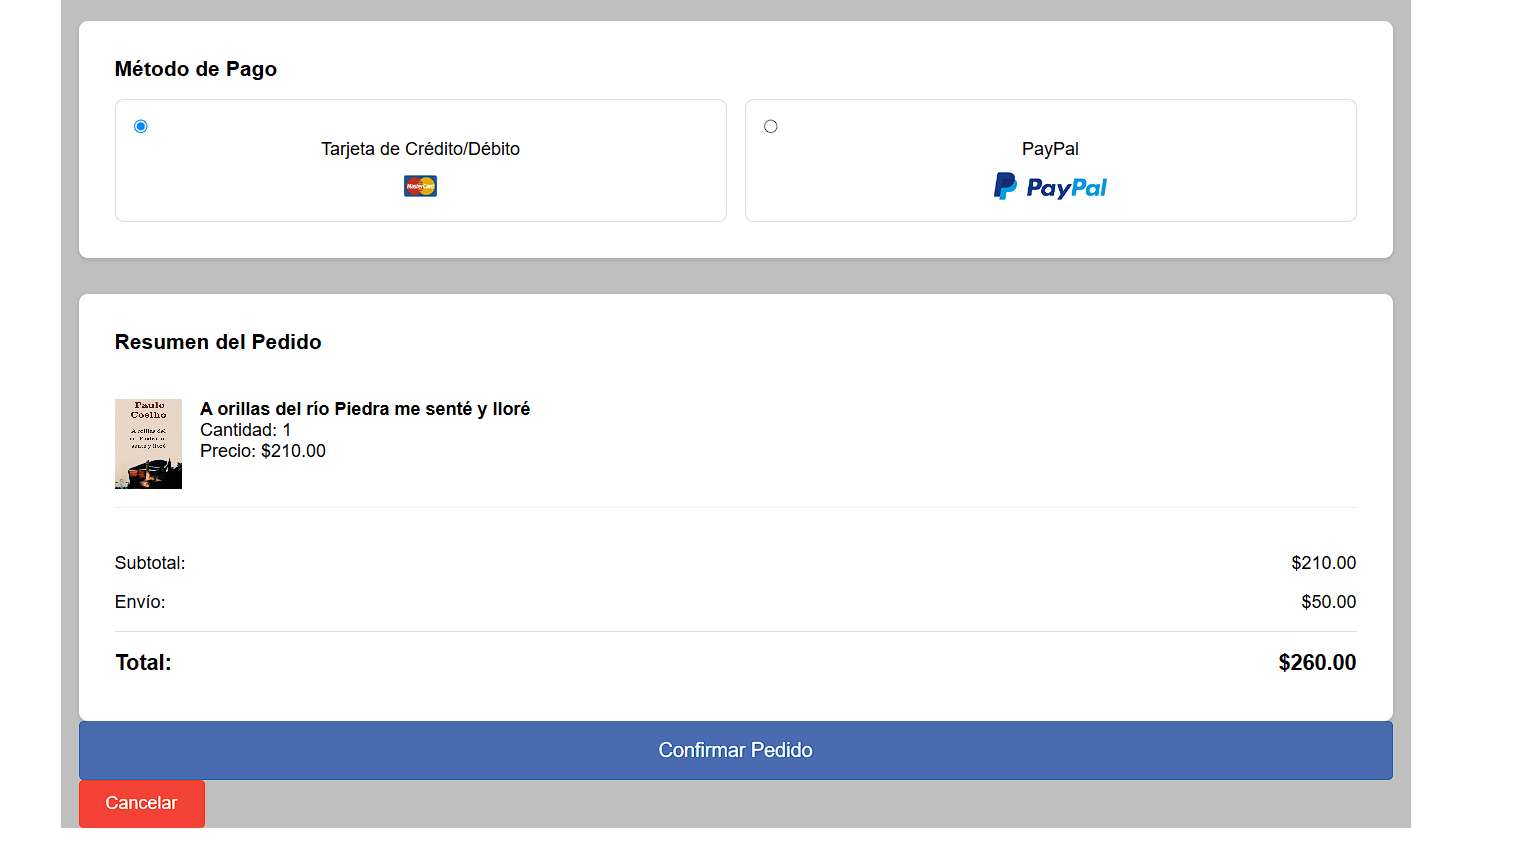 Método de Pago
Tarjeta de Crédito/Débito
MasterCard
PayPal
PayPal
Resumen del Pedido
Paulo
Coelho
A orillas del
río Piedra me
senté y lloré
A orillas del río Piedra me senté y lloré
Cantidad: 1
Precio: $210.00
Subtotal:
$210.00
Envío:
$50.00
Total:
$260.00
Confirmar Pedido
Cancelar